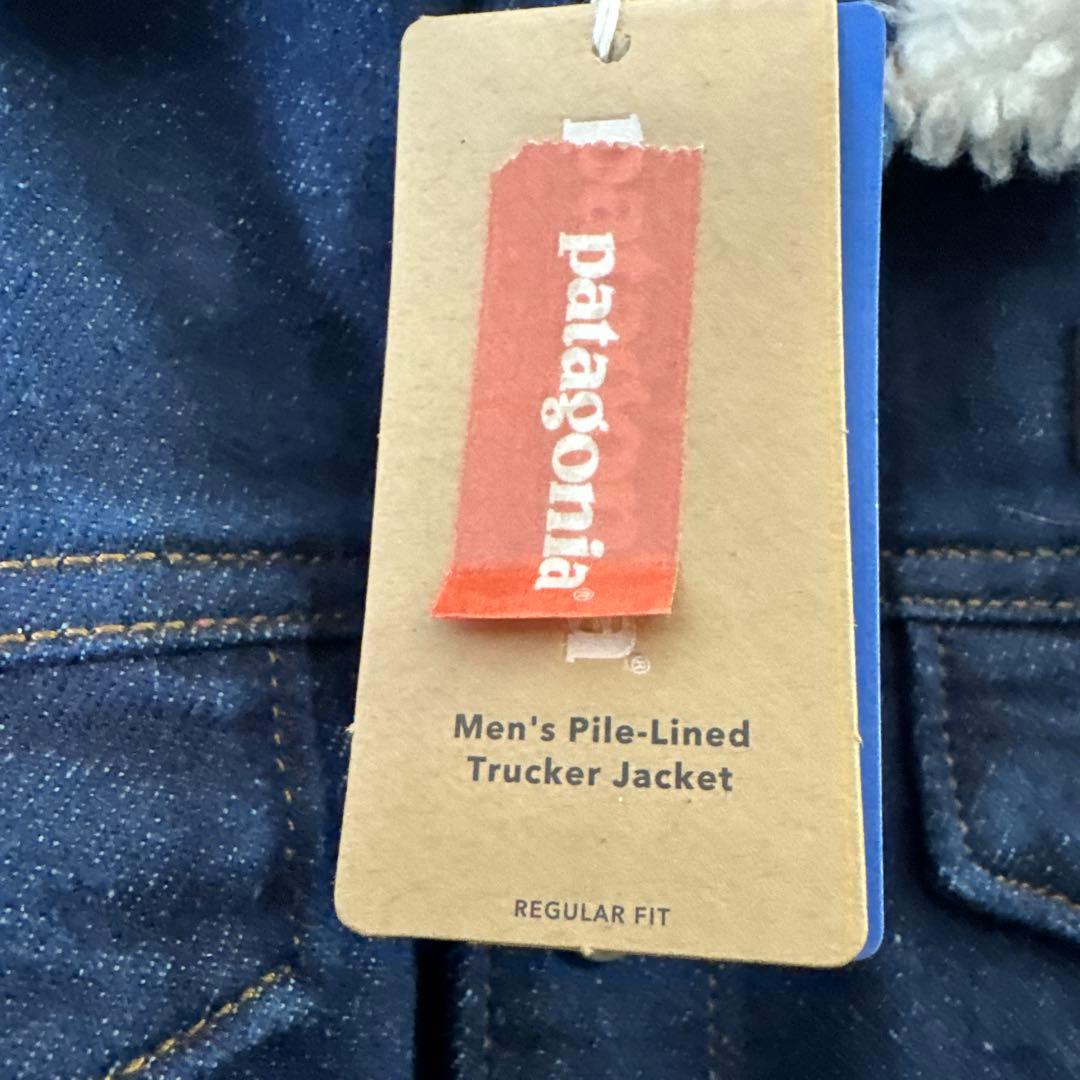 patagonia®
Men's Pile-Lined
Trucker Jacket
REGULAR FIT